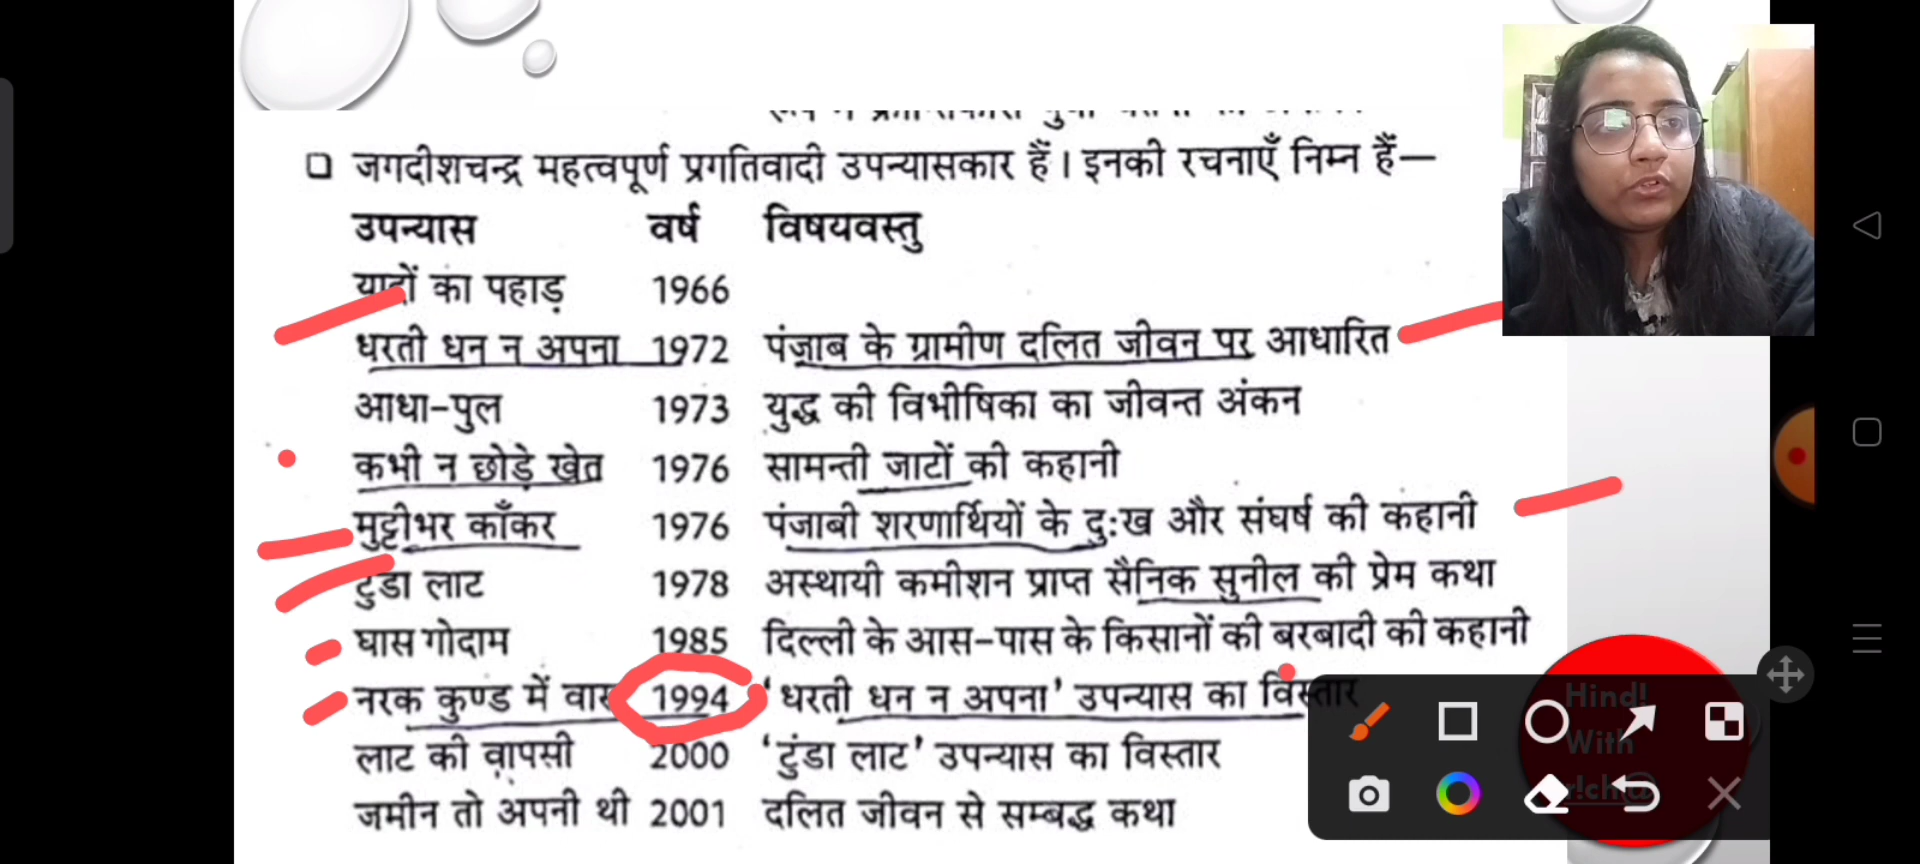 ❑ जगदीशचन्द्र महत्वपूर्ण प्रगतिवादी उपन्यासकार हैं। इनकी रचनाएँ निम्न हैं—
उपन्यास वर्ष विषयवस्तु
यादों का पहाड़ 1966
धरती धन न अपना 1972 पंजाब के ग्रामीण दलित जीवन पर आधारित
आधा-पुल 1973 युद्ध की विभीषिका का जीवन्त अंकन
कभी न छोड़े खेत 1976 सामन्ती जाटों की कहानी
मुट्ठीभर काँकर 1976 पंजाबी शरणार्थियों के दुःख और संघर्ष की कहानी
टुंडा लाट 1978 अस्थायी कमीशन प्राप्त सैनिक सुनील की प्रेम कथा
घास गोदाम 1985 दिल्ली के आस-पास के किसानों की बरबादी की कहानी
नरक कुण्ड में वास 1994 'धरती धन न अपना' उपन्यास का विस्तार
लाट की वापसी 2000 'टुंडा लाट' उपन्यास का विस्तार
जमीन तो अपनी थी 2001 दलित जीवन से सम्बद्ध कथा
Hind!
With